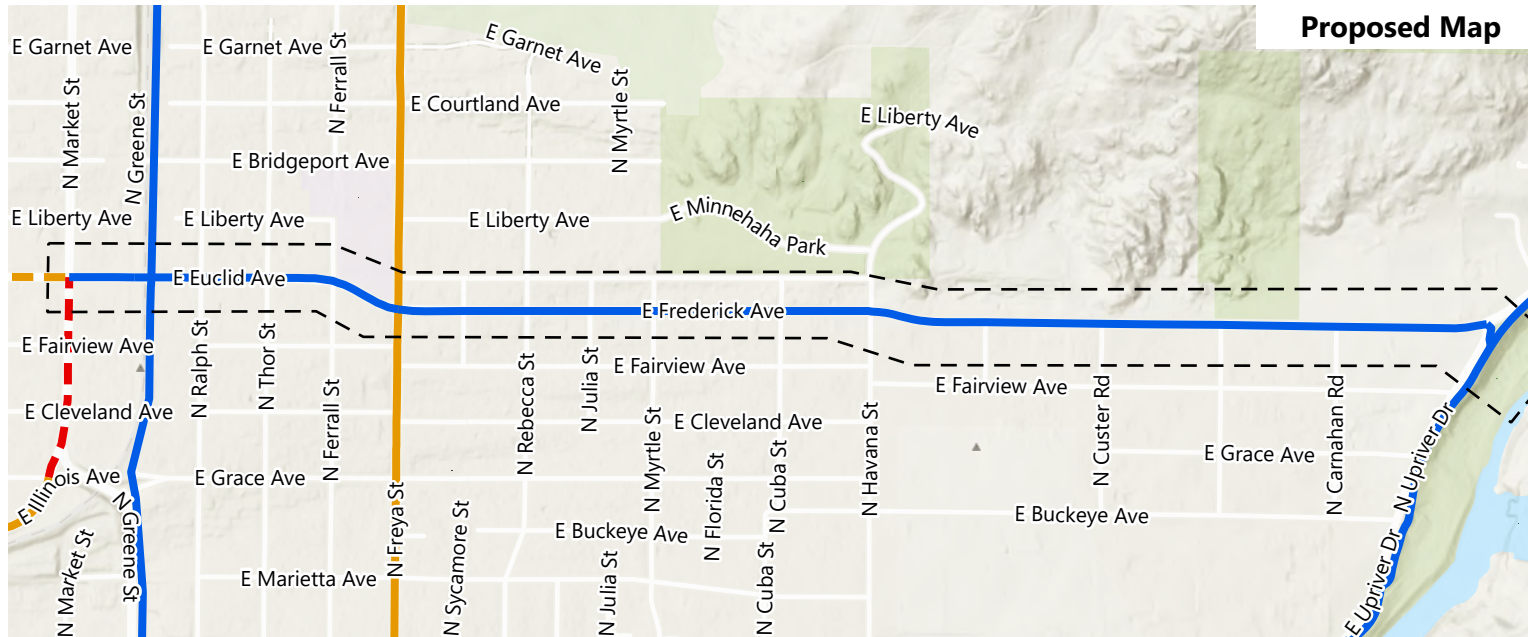 Proposed Map
E Garnet Ave
E Garnet Ave
E Garnet Ave
N Ferrall St
N Market St
N Greene St
E Courtland Ave
N Myrtle St
E Liberty Ave
E Bridgeport Ave
E Liberty Ave
E Liberty Ave
E Liberty Ave
E Minnehaha Park
E Euclid Ave
E Frederick Ave
E Fairview Ave
N Ralph St
N Thor St
N Ferrall St
N Rebecca St
N Julia St
E Fairview Ave
E Fairview Ave
E Cleveland Ave
N Myrtle St
E Cleveland Ave
N Florida St
N Cuba St
N Havana St
N Custer Rd
N Carnahan Rd
N Upriver Dr
E Illinois Ave
E Grace Ave
E Grace Ave
N Greene St
N Freya St
N Sycamore St
E Buckeye Ave
E Buckeye Ave
N Market St
E Marietta Ave
N Julia St
N Cuba St
E Upriver Dr